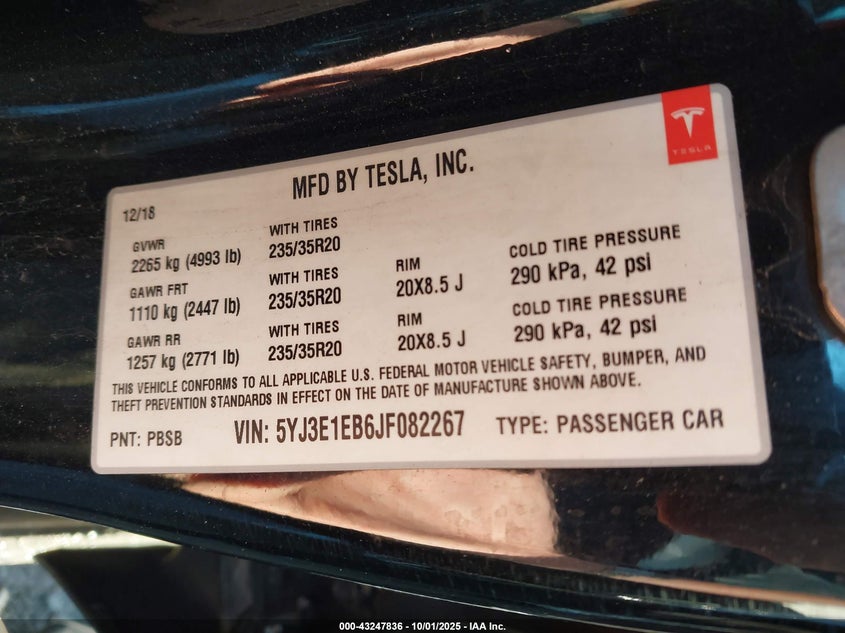 TESLA
MFD BY TESLA, INC.
12/18
GVWR WITH TIRES
2265 kg (4993 lb) 235/35R20
GAWR FRT WITH TIRES RIM COLD TIRE PRESSURE
1110 kg (2447 lb) 235/35R20 20X8.5 J 290 kPa, 42 psi
GAWR RR WITH TIRES RIM COLD TIRE PRESSURE
1257 kg (2771 lb) 235/35R20 20X8.5 J 290 kPa, 42 psi
THIS VEHICLE CONFORMS TO ALL APPLICABLE U.S. FEDERAL MOTOR VEHICLE SAFETY, BUMPER, AND
THEFT PREVENTION STANDARDS IN EFFECT ON THE DATE OF MANUFACTURE SHOWN ABOVE.
PNT: PBSB VIN: 5YJ3E1EB6JF082267 TYPE: PASSENGER CAR
000-43247836 - 10/01/2025 - IAA Inc.